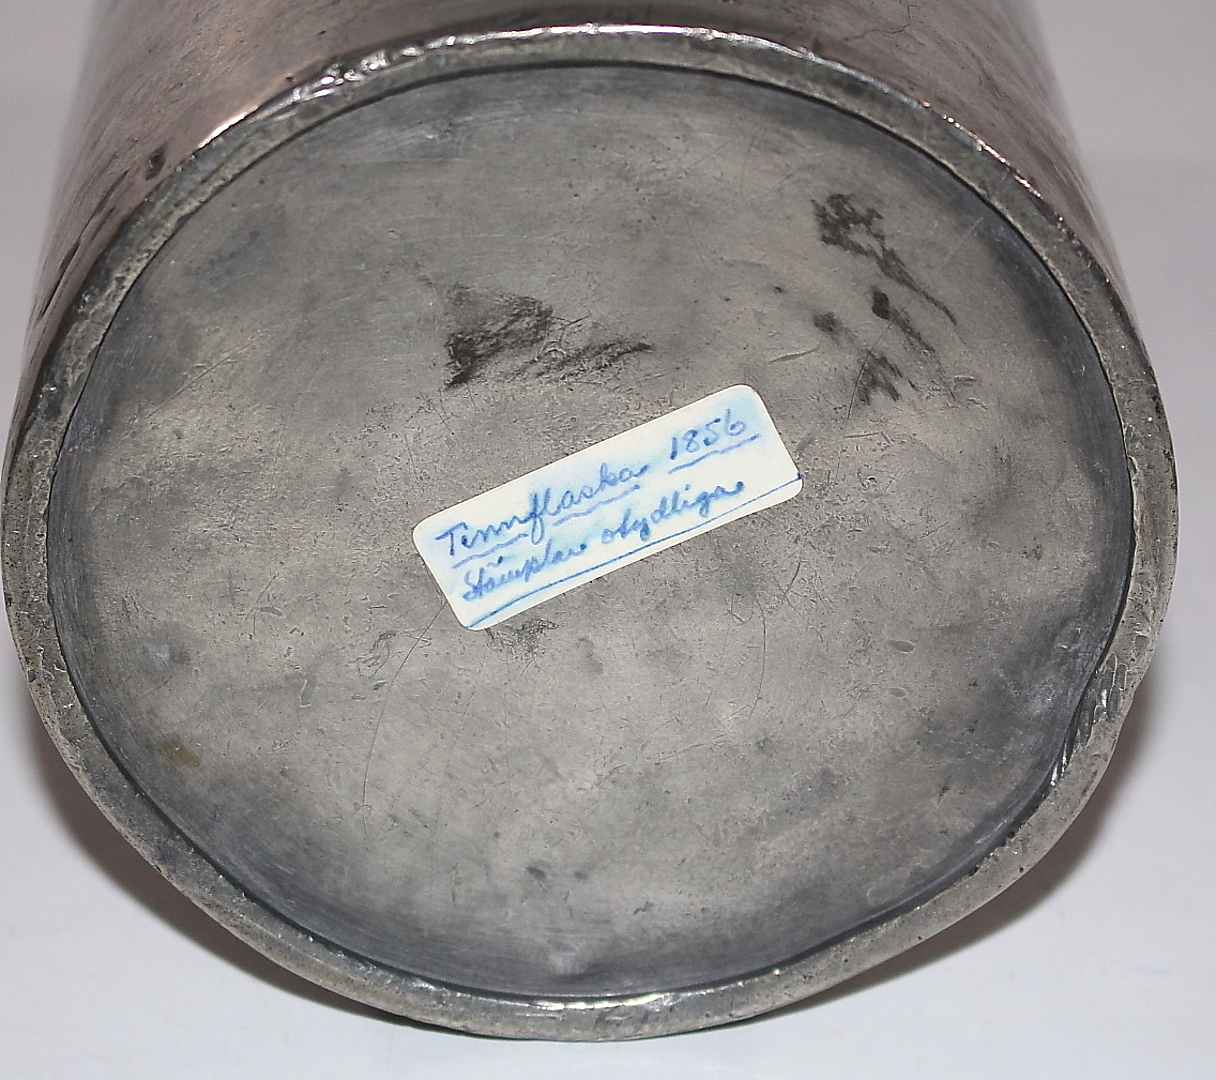 Tennflaska 1856
Stämplar otydliga